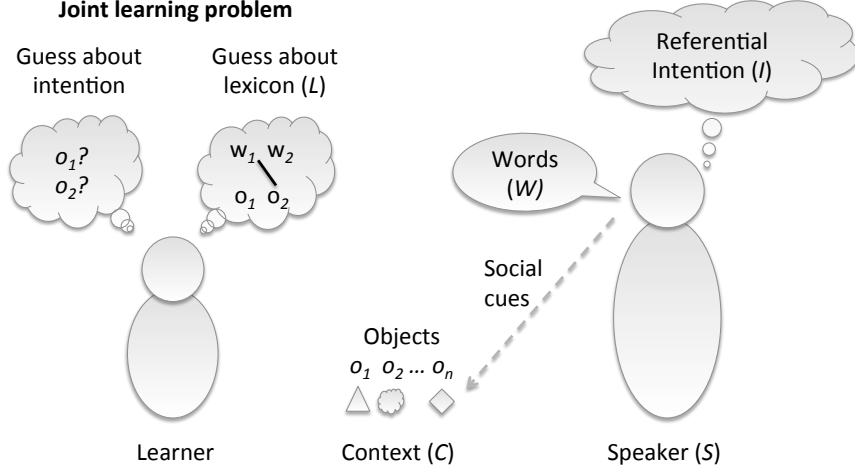 Joint learning problem
Guess about
intention
Guess about
lexicon (L)
o1?
o2?
w1 w2
o1 o2
Referential
Intention (I)
Words
(W)
Social
cues
Objects
o1 o2 ... on
Learner
Context (C)
Speaker (S)